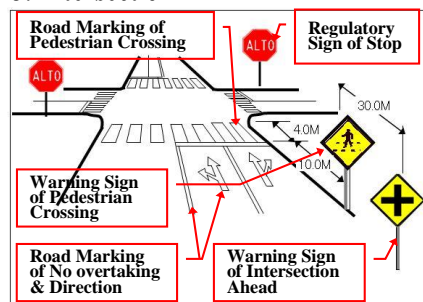 Road Marking of
Pedestrian Crossing
Regulatory
Sign of Stop
ALTO
ALTO
30.0M
4.0M
10.0M
Warning Sign
of Pedestrian
Crossing
Road Marking
of No overtaking
& Direction
Warning Sign
of Intersection
Ahead